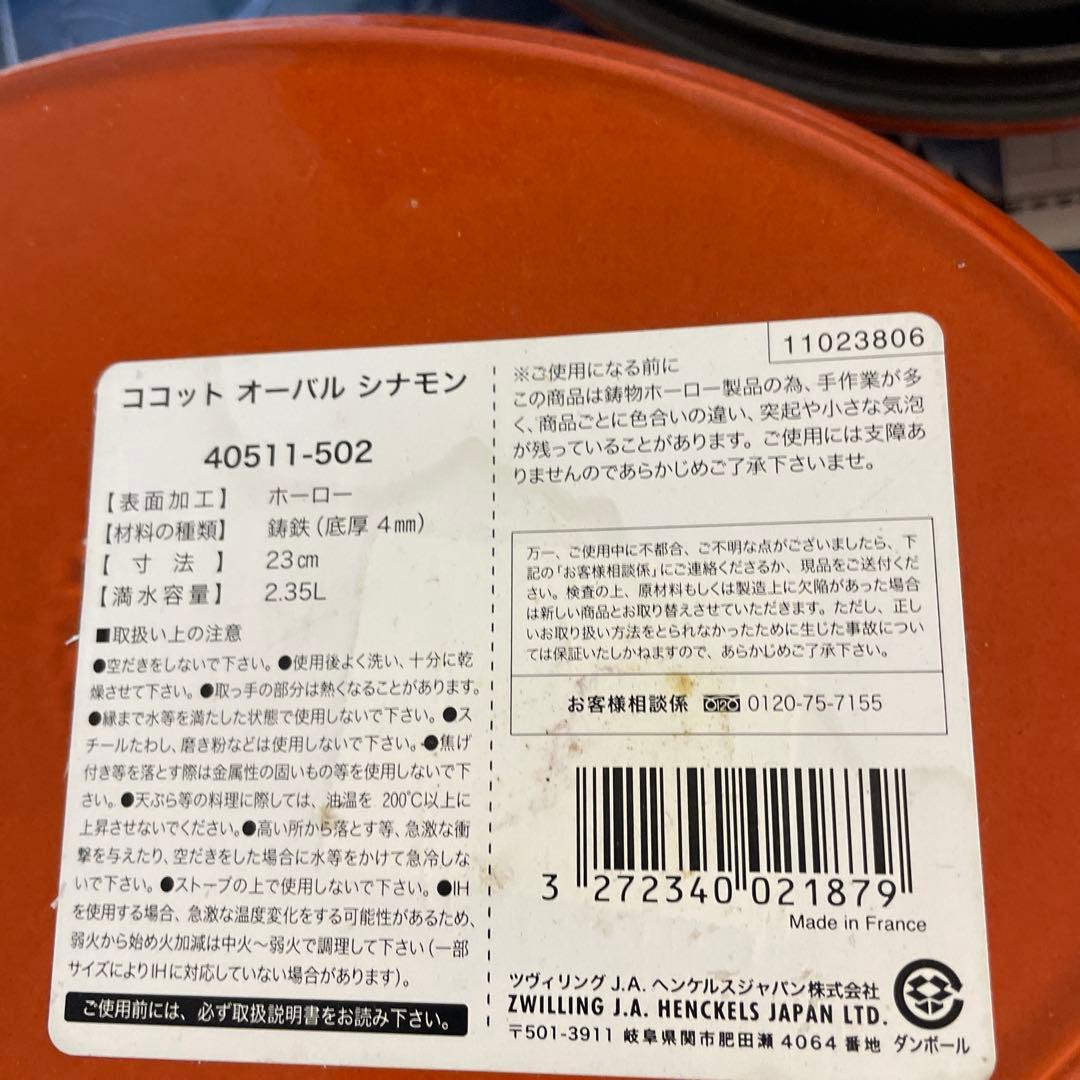 ココット オーバル シナモン
40511-502
【表面加工】 ホーロー
【材料の種類】 鋳鉄（底厚 4mm）
【寸法】 23cm
【満水容量】 2.35L
■取扱い上の注意
●空だきをしないで下さい。●使用後よく洗い、十分に乾
燥させて下さい。●取っ手の部分は熱くなることがあります。
●縁まで水等を満たした状態で使用しないで下さい。●ス
チールたわし、磨き粉などは使用しないで下さい。●焦げ
付き等を落とす際は金属性の固いもの等を使用しないで下
さい。●天ぷら等の料理に際しては、油温を 200℃以上に
上昇させないでください。●高い所から落とす等、急激な衝
撃を与えたり、空だきをした場合に水等をかけて急冷しな
いで下さい。●ストーブの上で使用しないで下さい。●IH
を使用する場合、急激な温度変化をする可能性があるため、
弱火から始め火加減は中火〜弱火で調理して下さい（一部
サイズによりIHに対応していない場合があります）。
ご使用前には、必ず取扱説明書をお読み下さい。
11023806
※ご使用になる前に
この商品は鋳物ホーロー製品の為、手作業が多
く、商品ごとに色合いの違い、突起や小さな気泡
が残っていることがあります。ご使用には支障あ
りませんのであらかじめご了承下さいませ。
万一、ご使用中に不都合、ご不明な点がございましたら、下
記の「お客様相談係」にご連絡くださるか、現品をご送付くだ
さい。検査の上、原材料もしくは製造上に欠陥があった場合
は新しい商品とお取り替えさせていただきます。ただし、正し
いお取り扱い方法をとられなかったために生じた事故につい
ては保証いたしかねますので、あらかじめご了承下さい。
お客様相談係 0120 0120-75-7155
3 272340 021879
Made in France
ツヴィリング J.A. ヘンケルスジャパン株式会社
ZWILLING J.A. HENCKELS JAPAN LTD.
〒501-3911 岐阜県関市肥田瀬 4064 番地 ダンボール